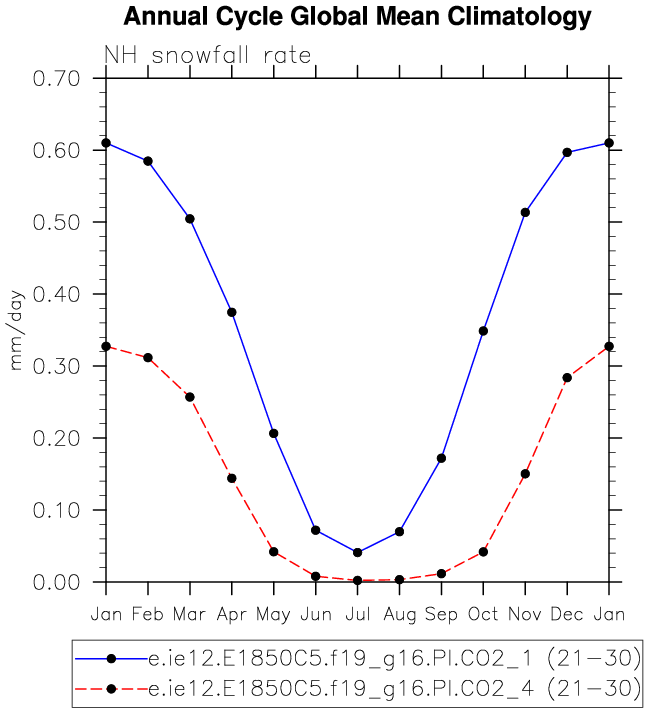 Annual Cycle Global Mean Climatology
NH snowfall rate
0.70
0.60
0.50
0.40
0.30
0.20
0.10
0.00
mm/day
Jan Feb Mar Apr May Jun Jul Aug Sep Oct Nov Dec Jan
e.ie12.E1850C5.f19_g16.PI.CO2_1 (21-30)
e.ie12.E1850C5.f19_g16.PI.CO2_4 (21-30)